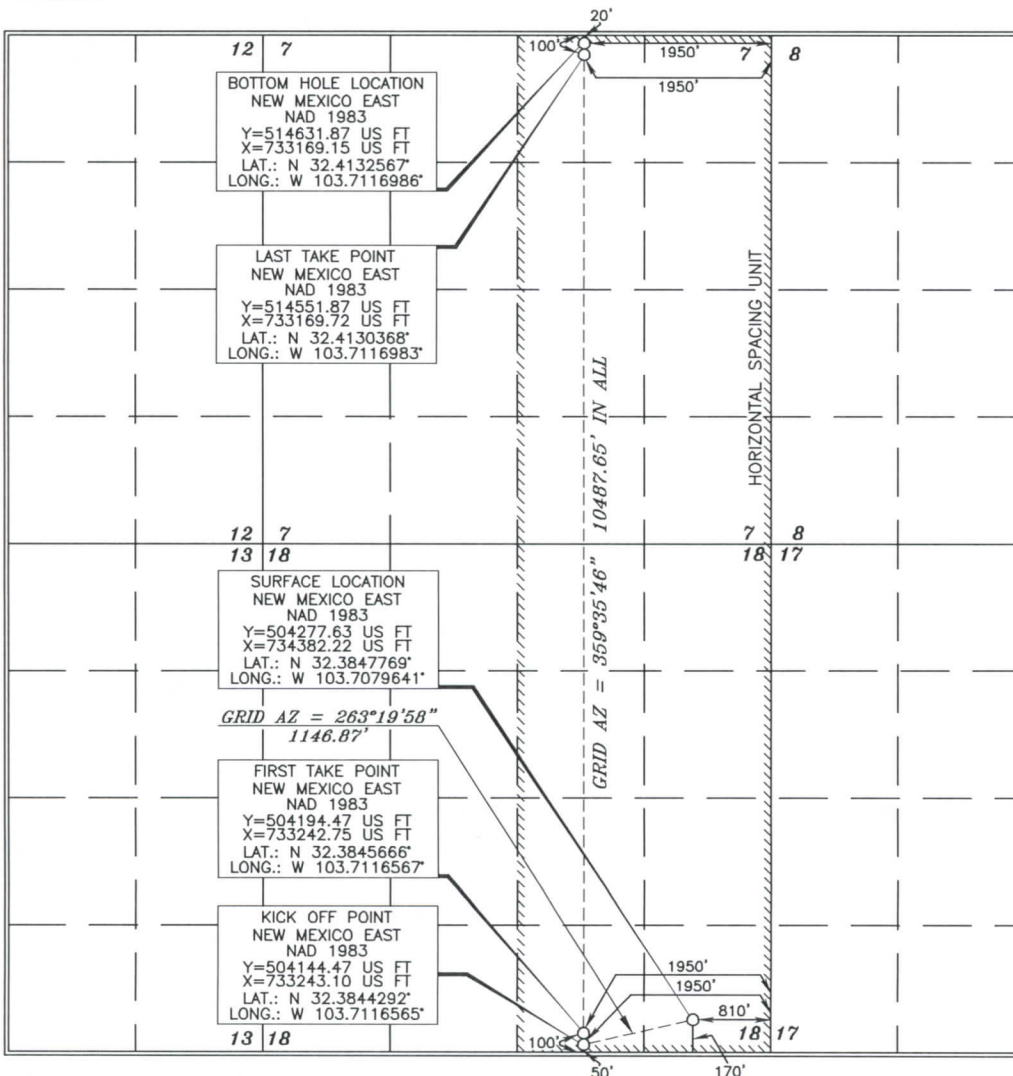 20'
100'
1950'
12 7
7 8
1950'
BOTTOM HOLE LOCATION
NEW MEXICO EAST
NAD 1983
Y=514631.87 US FT
X=733169.15 US FT
LAT.: N 32.4132567°
LONG.: W 103.7116986°
LAST TAKE POINT
NEW MEXICO EAST
NAD 1983
Y=514551.87 US FT
X=733169.72 US FT
LAT.: N 32.4130368°
LONG.: W 103.7116983°
HORIZONTAL SPACING UNIT
GRID AZ = 359°35'46" 10487.65' IN ALL
12 7
7 8
13 18
18 17
SURFACE LOCATION
NEW MEXICO EAST
NAD 1983
Y=504277.63 US FT
X=734382.22 US FT
LAT.: N 32.3847769°
LONG.: W 103.7079641°
GRID AZ = 263°19'58"
1146.87'
FIRST TAKE POINT
NEW MEXICO EAST
NAD 1983
Y=504194.47 US FT
X=733242.75 US FT
LAT.: N 32.3845666°
LONG.: W 103.7116567°
KICK OFF POINT
NEW MEXICO EAST
NAD 1983
Y=504144.47 US FT
X=733243.10 US FT
LAT.: N 32.3844292°
LONG.: W 103.7116565°
1950'
1950'
810'
13 18
100'
18 17
50'
170'